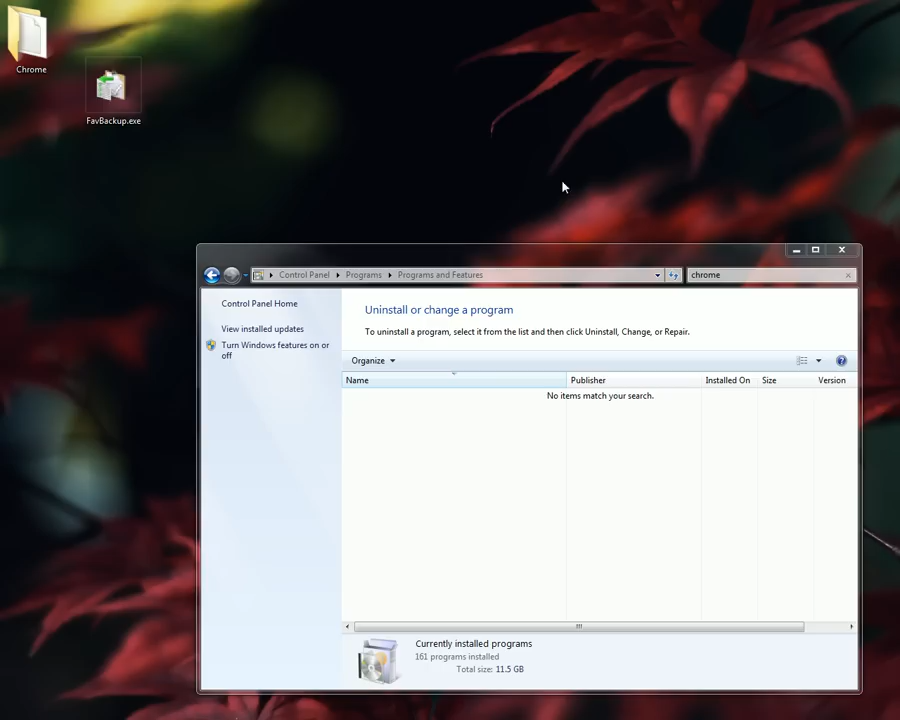 Chrome
FavBackup.exe
Control Panel Programs Programs and Features
chrome
Control Panel Home
View installed updates
Turn Windows features on or
off
Uninstall or change a program
To uninstall a program, select it from the list and then click Uninstall, Change, or Repair.
Organize
Name Publisher Installed On Size Version
No items match your search.
Currently installed programs
161 programs installed
Total size: 11.5 GB